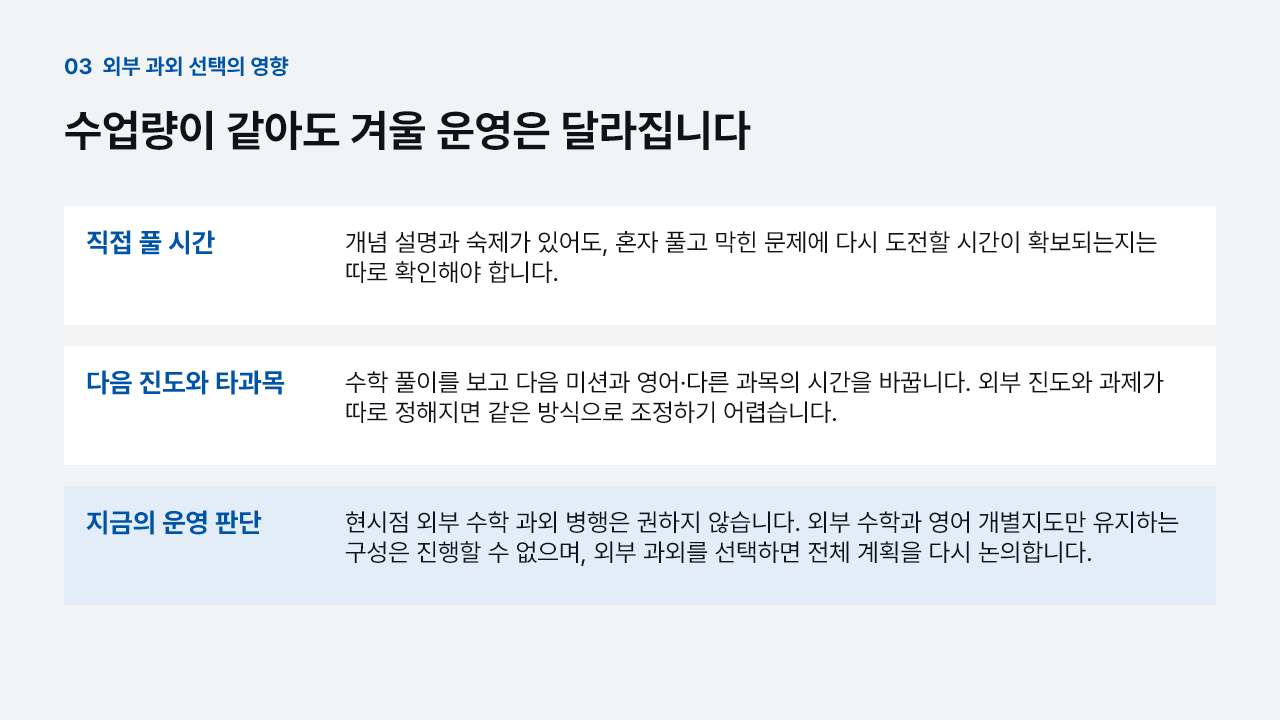 03 외부 과외 선택의 영향
수업량이 같아도 겨울 운영은 달라집니다
직접 풀 시간
개념 설명과 숙제가 있어도, 혼자 풀고 막힌 문제에 다시 도전할 시간이 확보되는지는
따로 확인해야 합니다.
다음 진도와 타과목
수학 풀이를 보고 다음 미션과 영어·다른 과목의 시간을 바꿉니다. 외부 진도와 과제가
따로 정해지면 같은 방식으로 조정하기 어렵습니다.
지금의 운영 판단
현시점 외부 수학 과외 병행은 권하지 않습니다. 외부 수학과 영어 개별지도만 유지하는
구성은 진행할 수 없으며, 외부 과외를 선택하면 전체 계획을 다시 논의합니다.